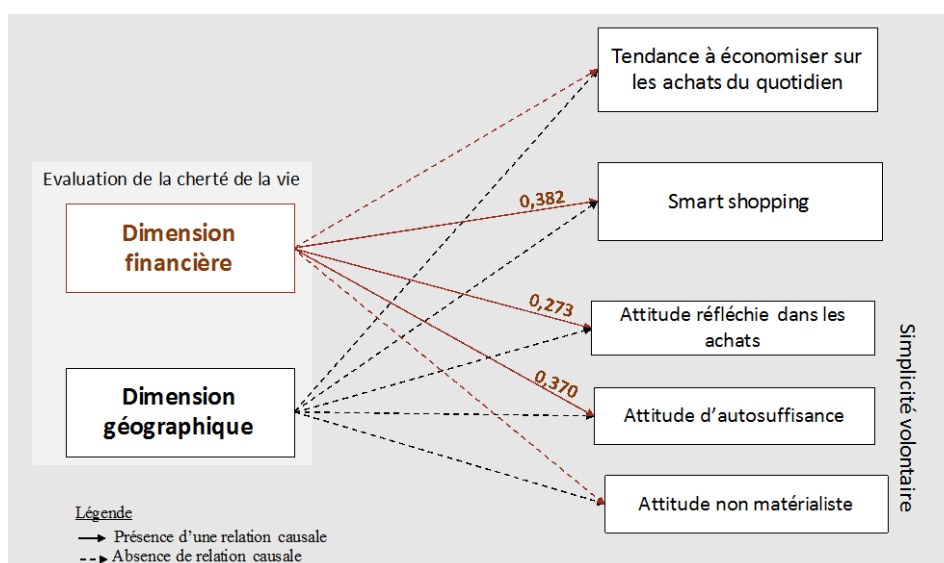 Tendance à économiser sur
les achats du quotidien
Evaluation de la cherté de la vie
Dimension
financière
0,382
Smart shopping
0,273
Attitude réfléchie dans les
achats
0,370
Dimension
géographique
Attitude d'autosuffisance
Attitude non matérialiste
Simplicité volontaire
Légende
Présence d'une relation causale
Absence de relation causale